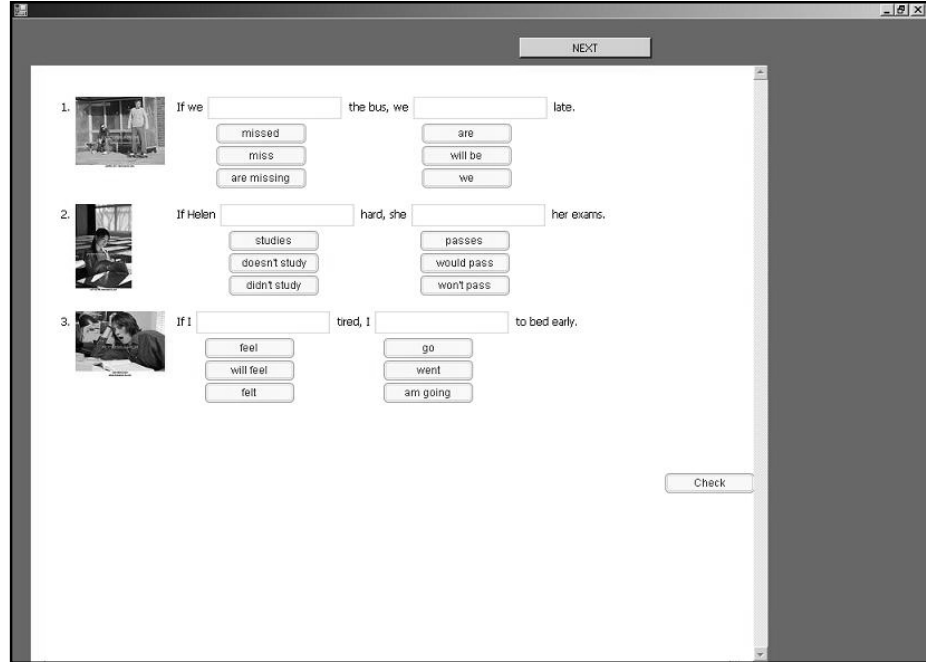 NEXT
1. If we the bus, we late.
missed are
miss will be
are missing we
2. If Helen hard, she her exams.
studies passes
doesn't study would pass
didn't study won't pass
3. If I tired, I to bed early.
feel go
will feel went
felt am going
Check